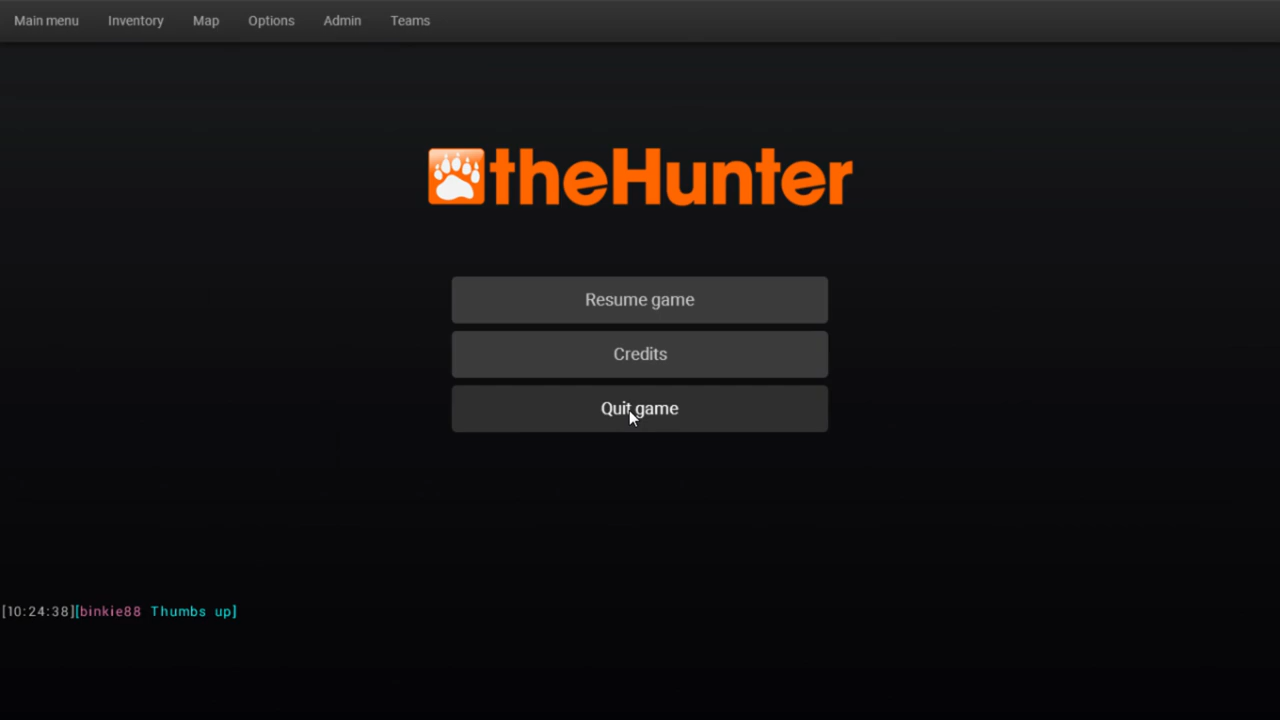 Main menu Inventory Map Options Admin Teams
theHunter
Resume game
Credits
Quit game
[10:24:38][binkie88 Thumbs up]